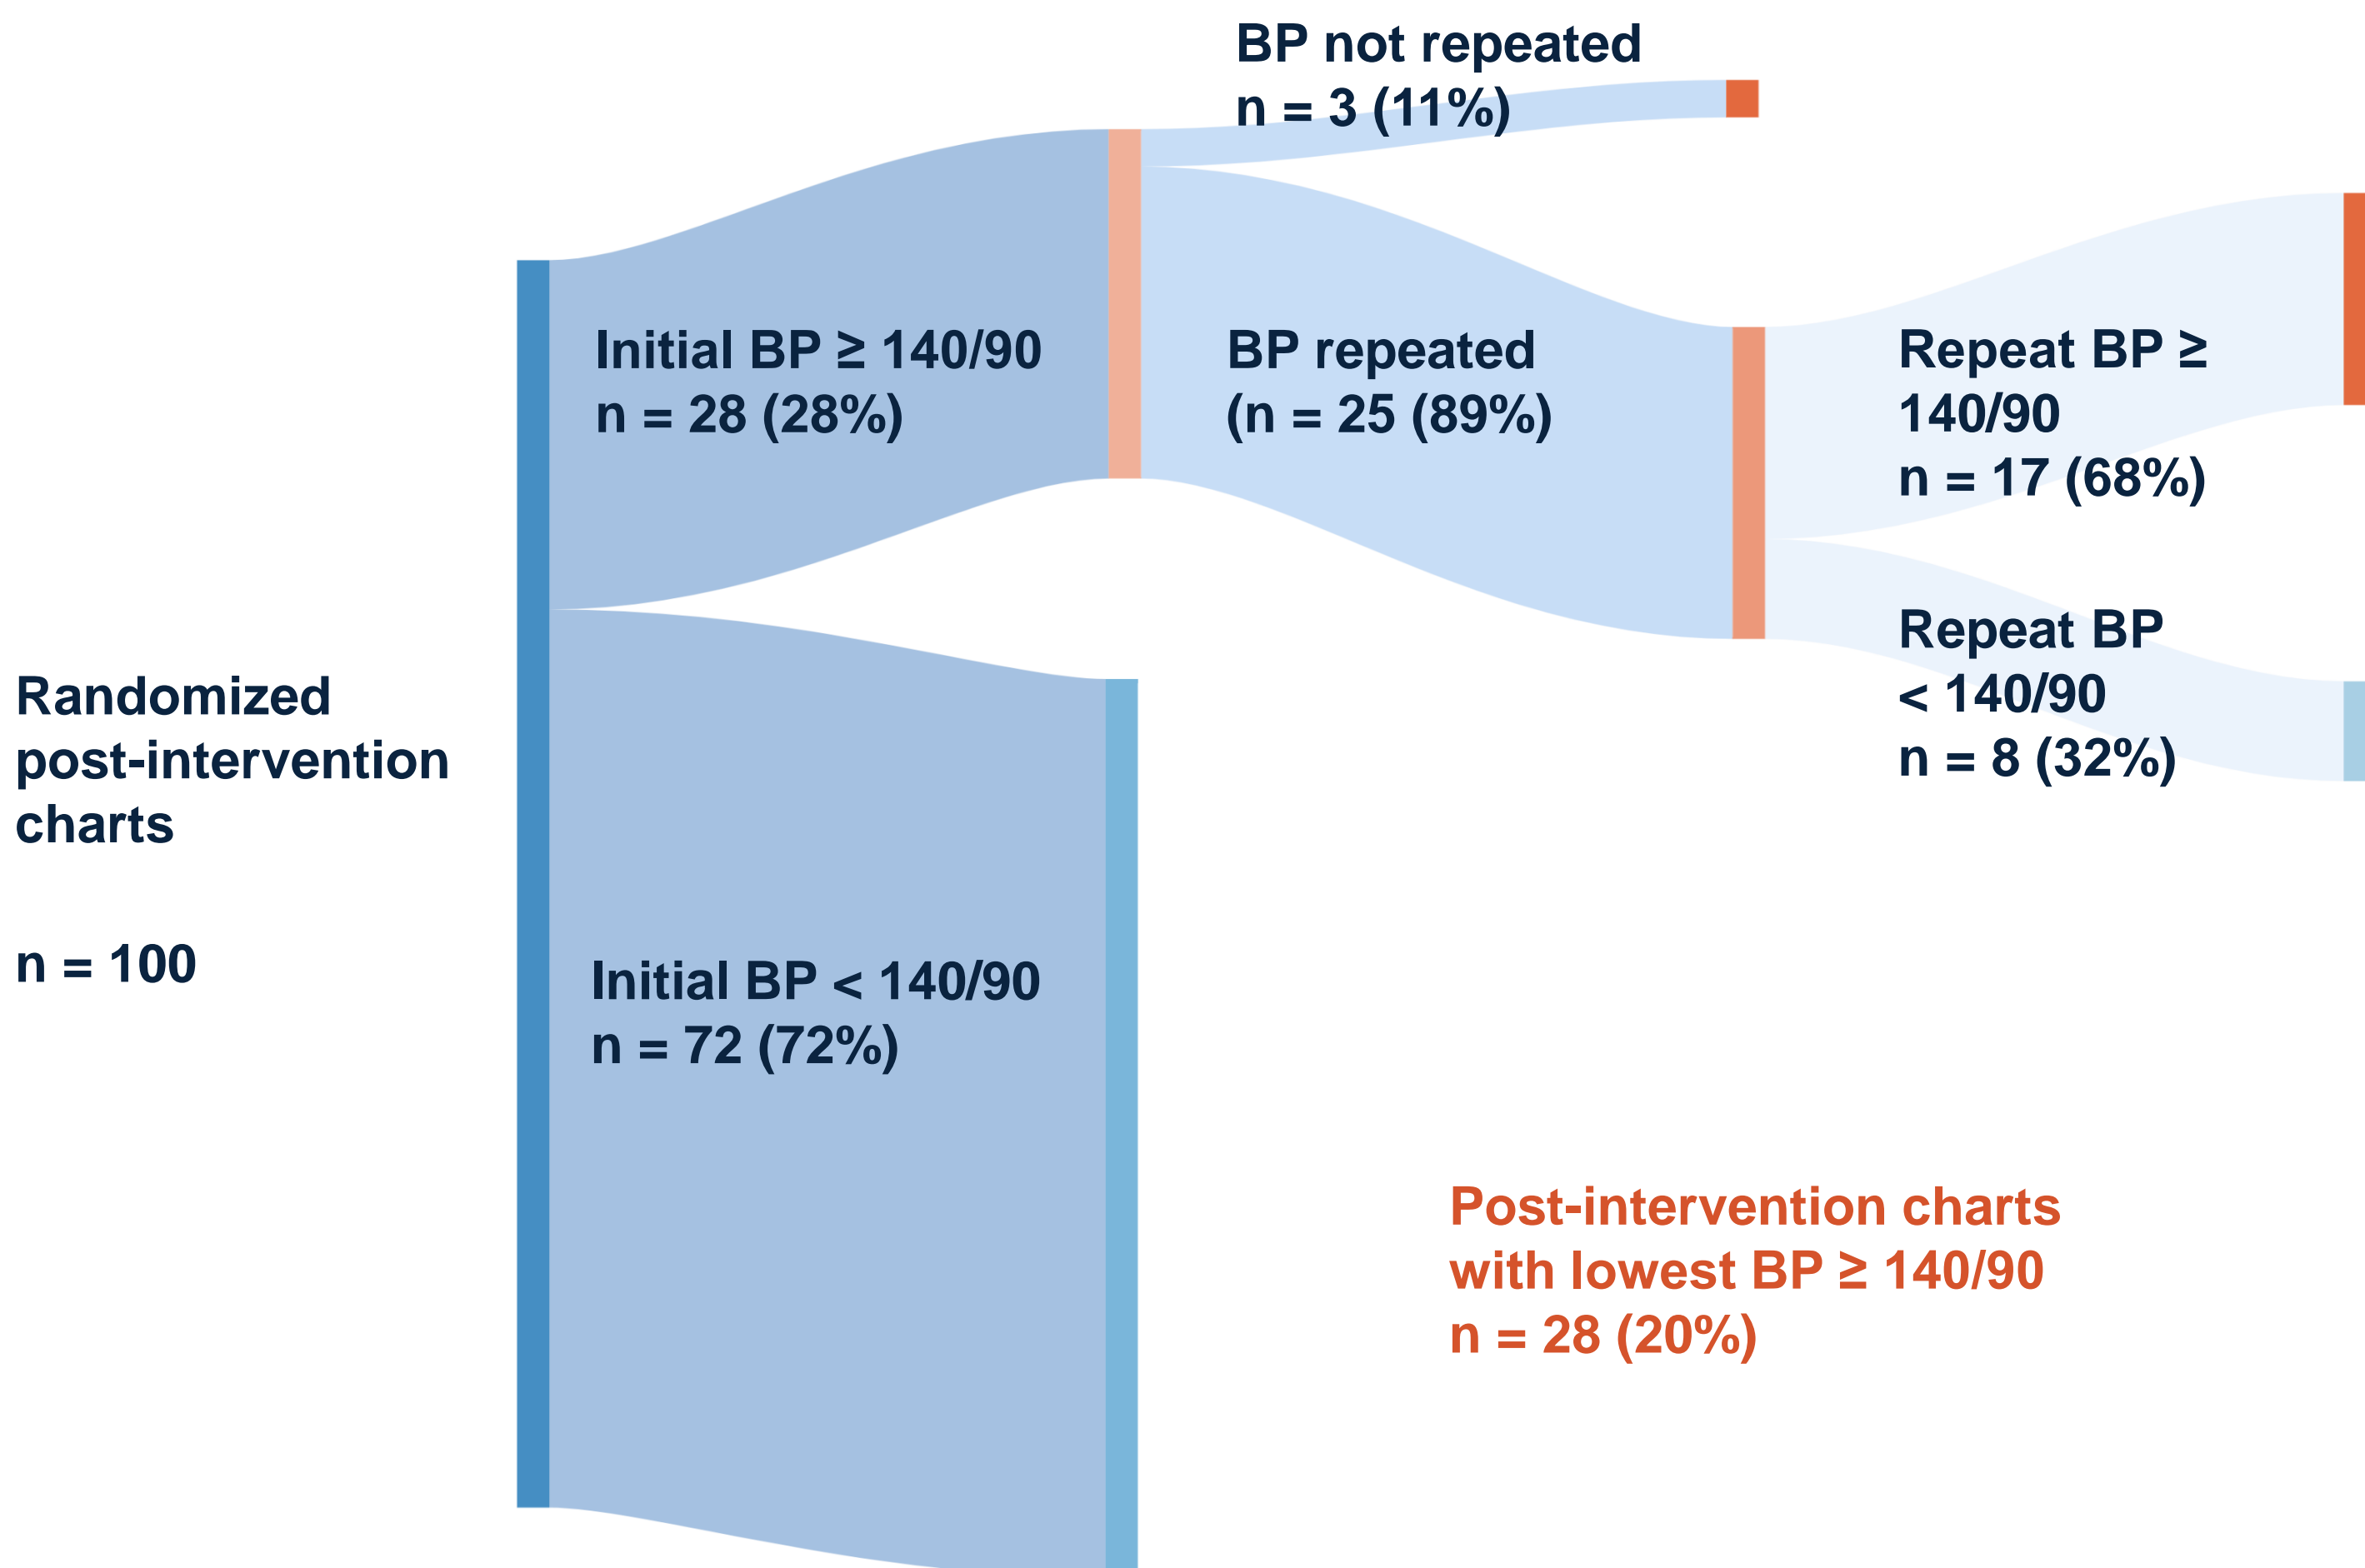 BP not repeated
n = 3 (11%)
Initial BP ≥ 140/90
n = 28 (28%)
BP repeated
(n = 25 (89%)
Repeat BP ≥
140/90
n = 17 (68%)
Repeat BP
< 140/90
n = 8 (32%)
Randomized
post-intervention
charts
n = 100
Initial BP < 140/90
n = 72 (72%)
Post-intervention charts
with lowest BP ≥ 140/90
n = 28 (20%)